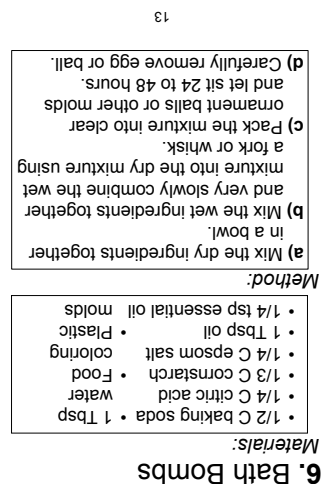 6. Bath Bombs
Materials:
• 1/2 C baking soda • 1 Tbsp
• 1/4 C citric acid water
• 1/3 C cornstarch • Food
• 1/4 C epsom salt coloring
• 1 Tbsp oil • Plastic
• 1/4 tsp essential oil molds
Method:
a) Mix the dry ingredients together
in a bowl.
b) Mix the wet ingredients together
and very slowly combine the wet
mixture into the dry mixture using
a fork or whisk.
c) Pack the mixture into clear
ornament balls or other molds
and let sit 24 to 48 hours.
d) Carefully remove egg or ball.
13